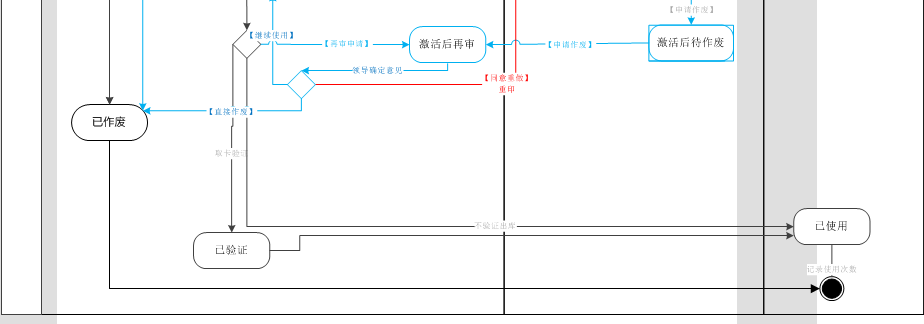 【申请作废】
【继续使用】
【再审申请】
激活后再审
【申请作废】
激活后待作废
领导确定意见
【同意重做】
重印
【直接作废】
已作废
取卡验证
不验证出库
已使用
已验证
记录使用次数